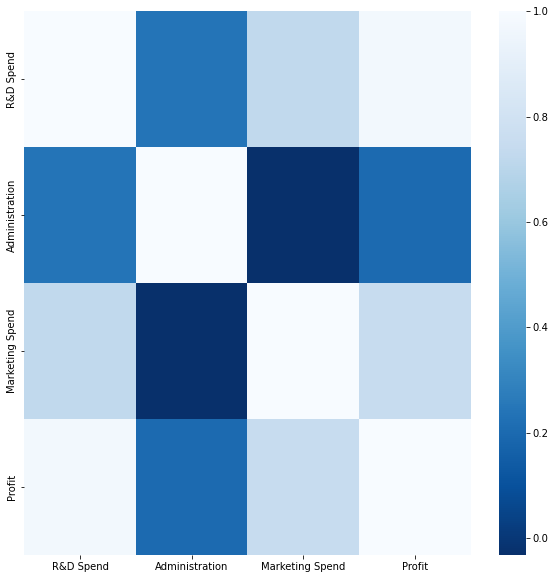 R&D Spend
Administration
Marketing Spend
Profit
R&D Spend
Administration
Marketing Spend
Profit
1.0
0.8
0.6
0.4
0.2
0.0